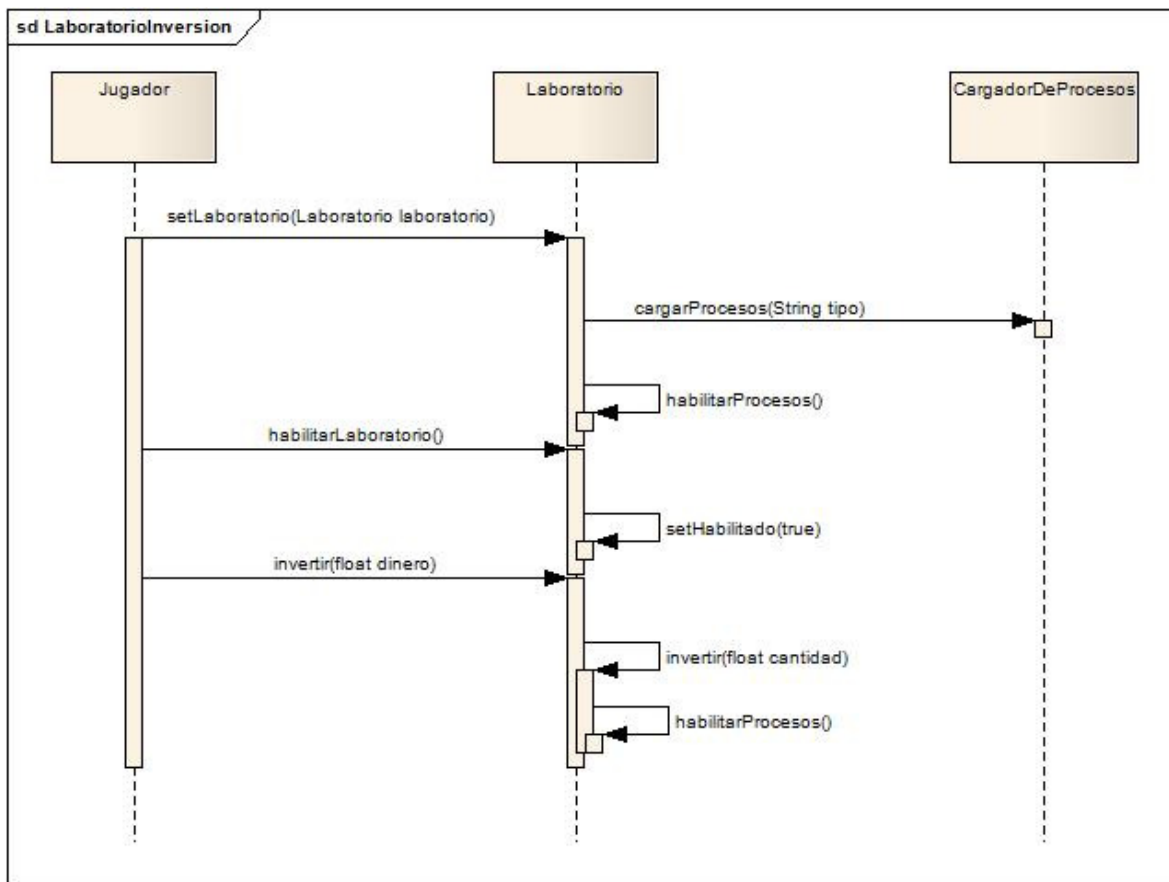 sd LaboratorioInversion
Jugador
Laboratorio
CargadorDeProcesos
setLaboratorio(Laboratorio laboratorio)
cargarProcesos(String tipo)
habilitarProcesos()
habilitarLaboratorio()
setHabilitado(true)
invertir(float dinero)
invertir(float cantidad)
habilitarProcesos()